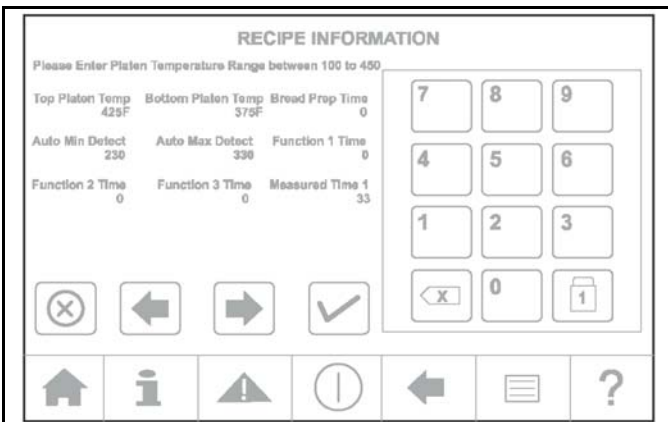 RECIPE INFORMATION
Please Enter Platen Temperature Range between 100 to 450
Top Platen Temp Bottom Platen Temp Bread Prep Time
425F 375F 0
Auto Min Detect Auto Max Detect Function 1 Time
230 330 0
Function 2 Time Function 3 Time Measured Time 1
0 0 33
7 8 9
4 5 6
1 2 3
X 0 1
i ! ?